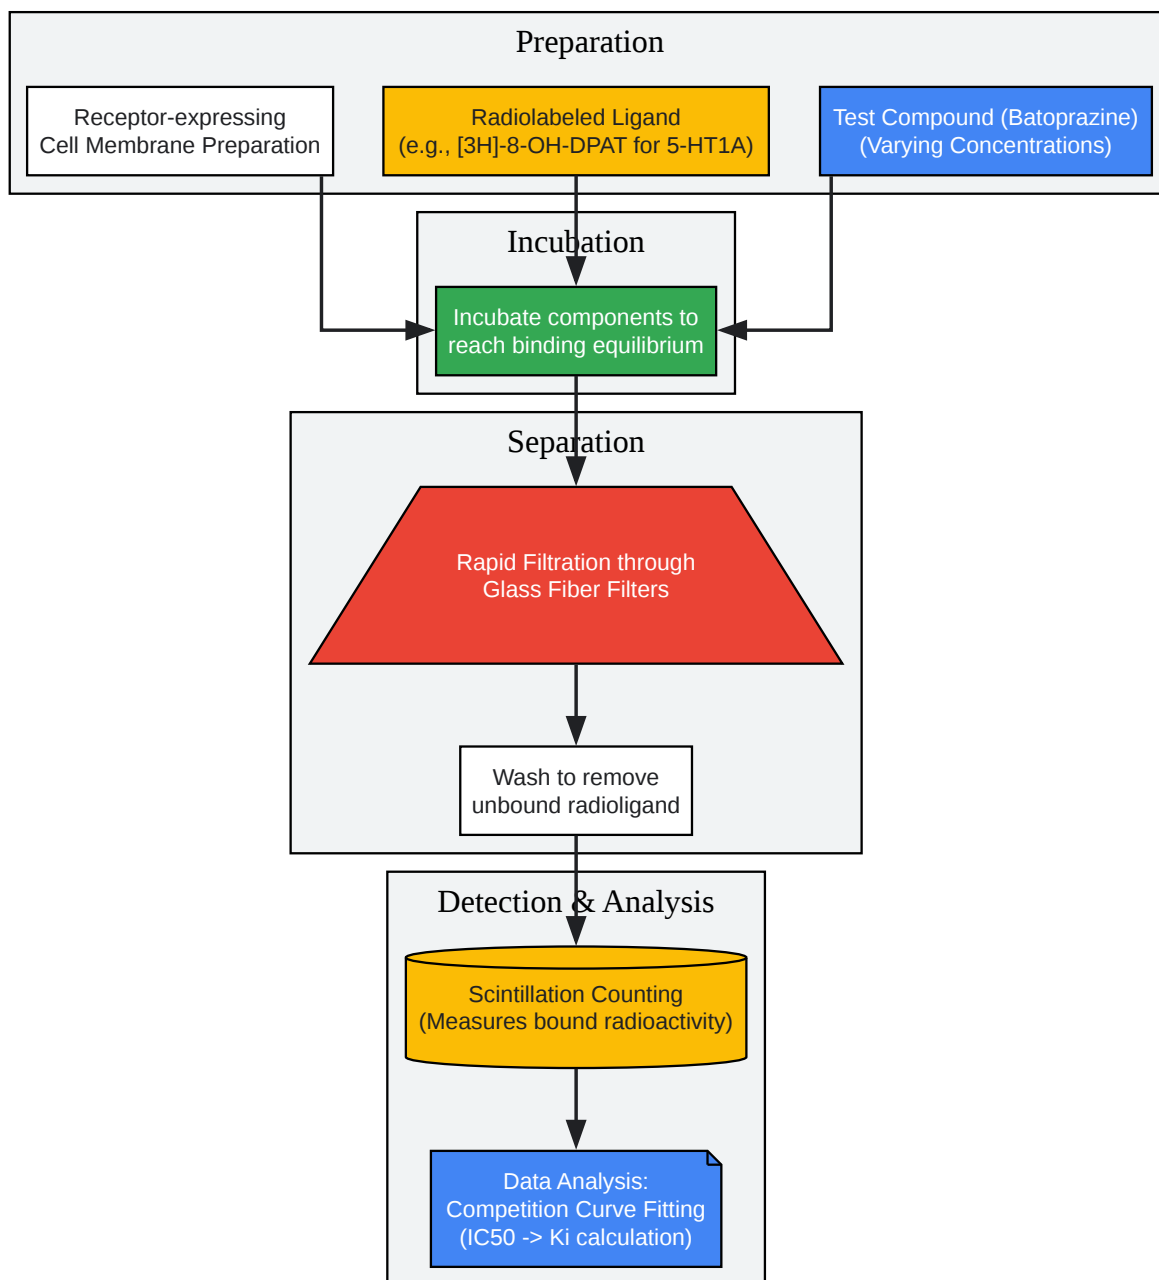 Preparation
Receptor-expressing
Cell Membrane Preparation
Radiolabeled Ligand
(e.g., [3H]-8-OH-DPAT for 5-HT1A)
Test Compound (Batoprazine)
(Varying Concentrations)
Incubation
Incubate components to
reach binding equilibrium
Separation
Rapid Filtration through
Glass Fiber Filters
Wash to remove
unbound radioligand
Detection & Analysis
Scintillation Counting
(Measures bound radioactivity)
Data Analysis:
Competition Curve Fitting
(IC50 -> Ki calculation)